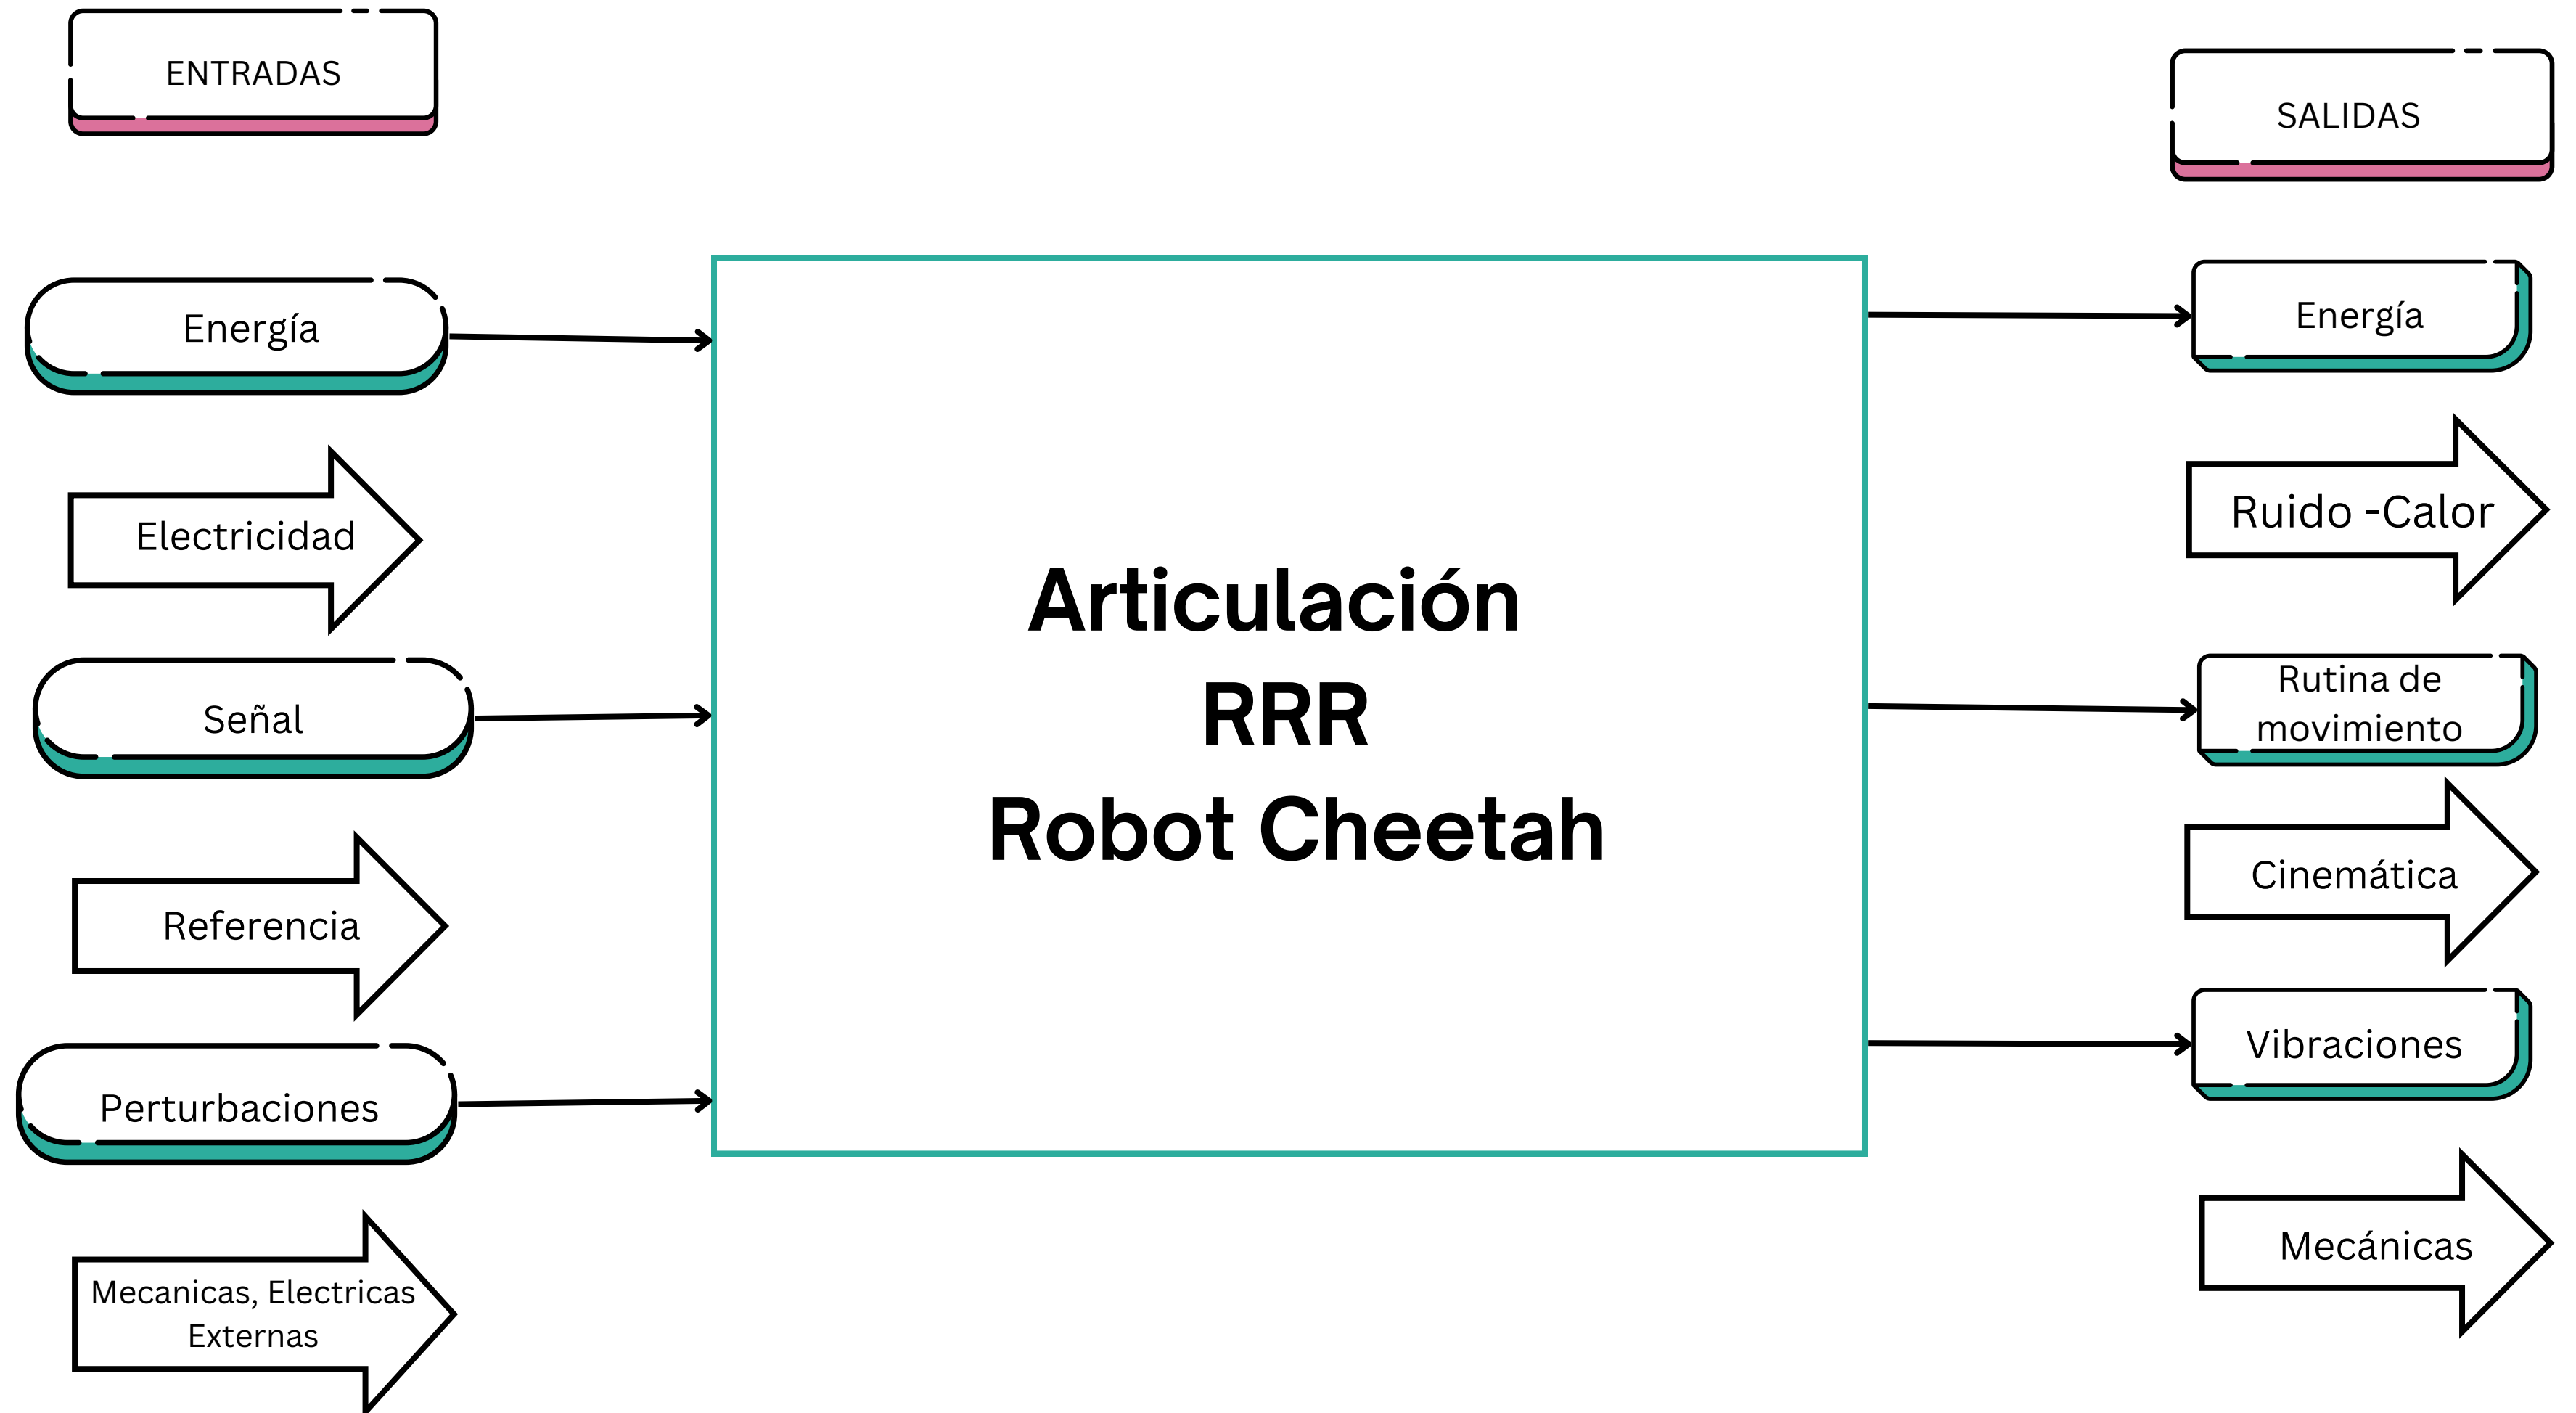 ENTRADAS
SALIDAS
Energía
Electricidad
Señal
Referencia
Perturbaciones
Mecanicas, Electricas
Externas
Articulación
RRR
Robot Cheetah
Energía
Ruido -Calor
Rutina de
movimiento
Cinemática
Vibraciones
Mecánicas